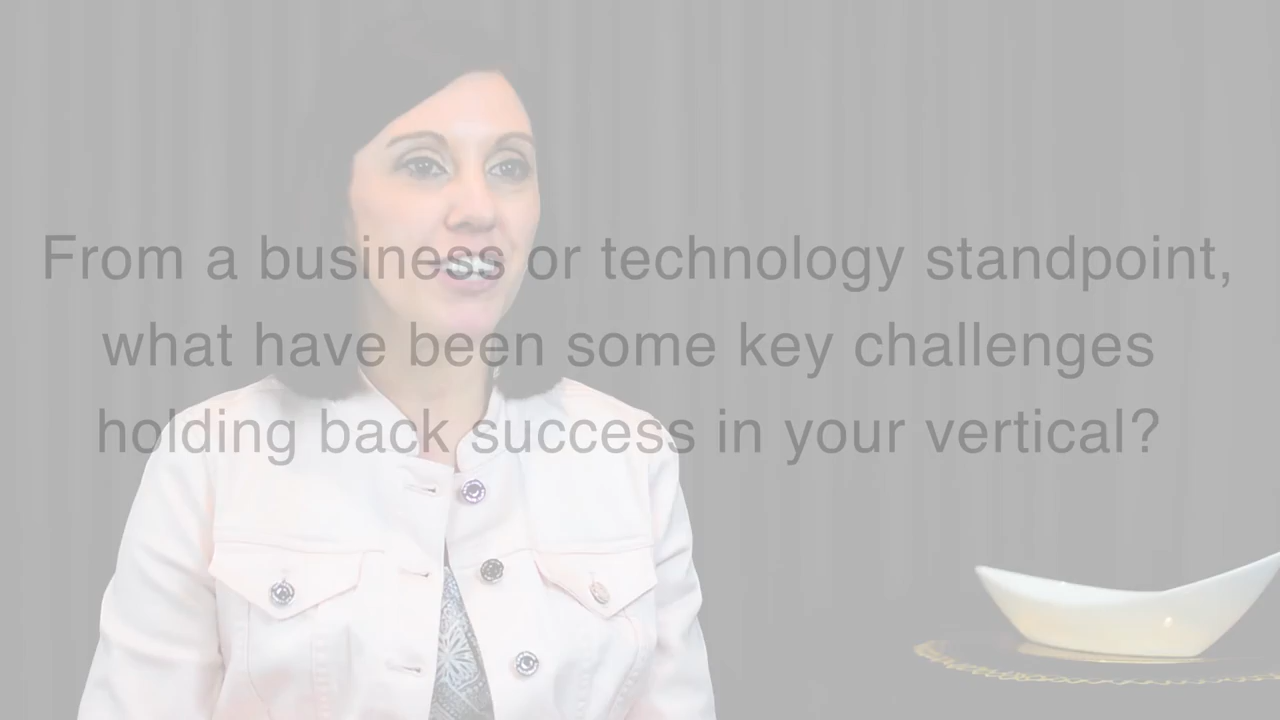 From a business or technology standpoint,
what have been some key challenges
holding back success in your vertical?